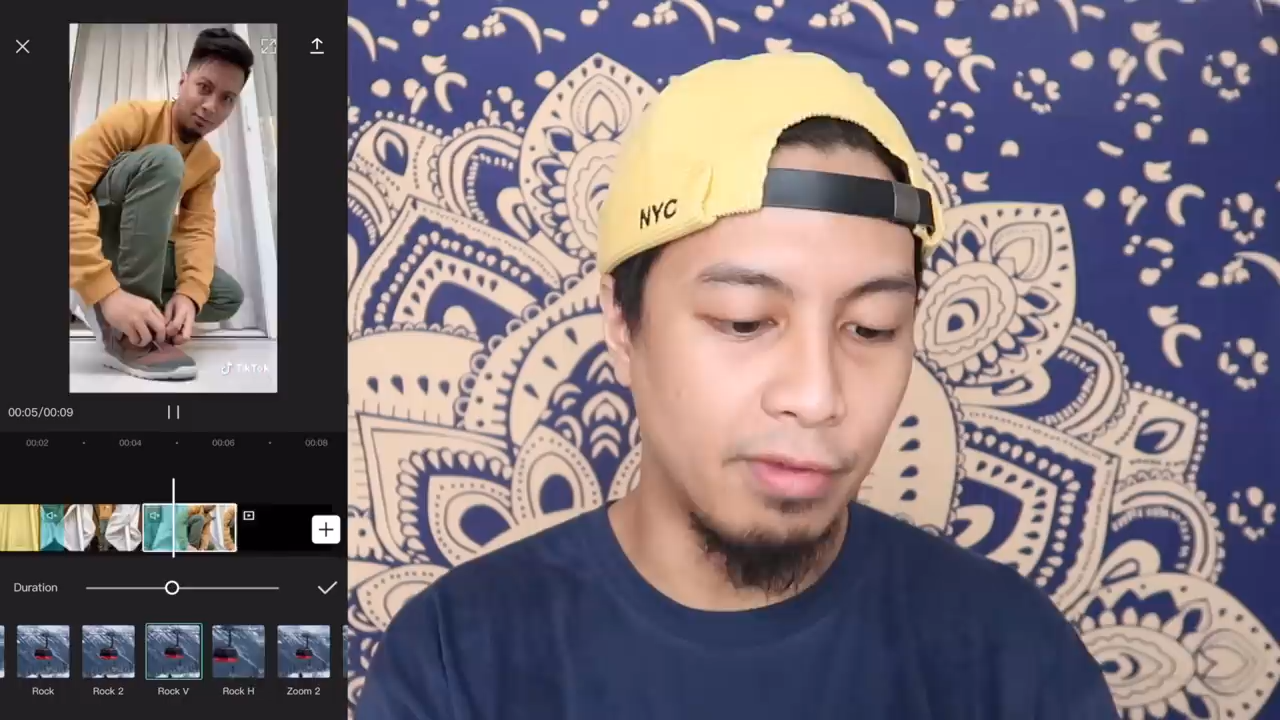 TikTok
00:05/00:09
00:02
00:04
00:06
00:08
Duration
Rock
Rock 2
Rock V
Rock H
Zoom 2
NYC